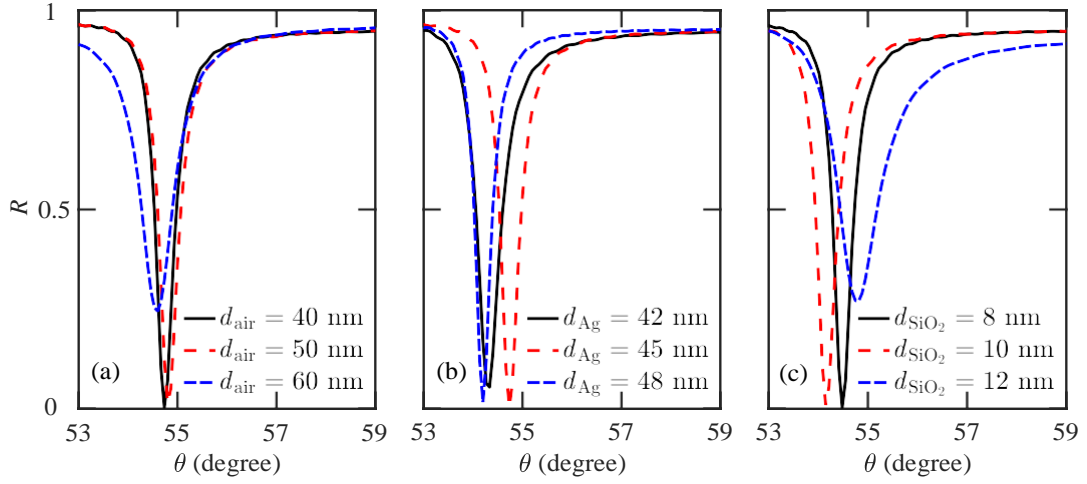 1
0.5
0
R
d_air = 40 nm
d_air = 50 nm
d_air = 60 nm
(a)
53 55 57 59
θ (degree)
d_Ag = 42 nm
d_Ag = 45 nm
d_Ag = 48 nm
(b)
53 55 57 59
θ (degree)
d_SiO₂ = 8 nm
d_SiO₂ = 10 nm
d_SiO₂ = 12 nm
(c)
53 55 57 59
θ (degree)